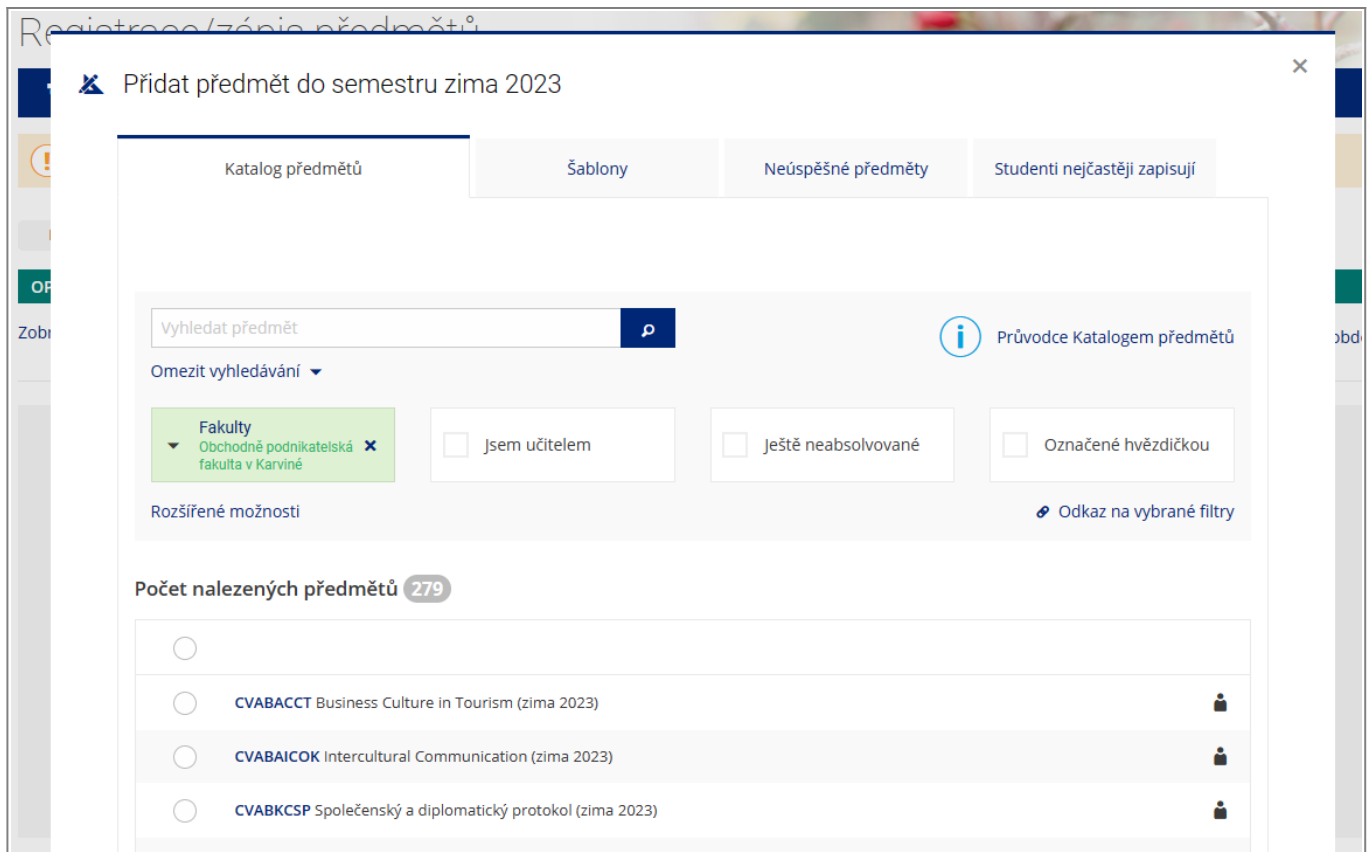 Registrace/zápis předmětů
Přidat předmět do semestru zima 2023
×
Katalog předmětů
Šablony
Neúspěšné předměty
Studenti nejčastěji zapisují
Vyhledat předmět
Průvodce Katalogem předmětů
Omezit vyhledávání
Fakulty
Obchodně podnikatelská
fakulta v Karviné
Jsem učitelem
Ještě neabsolvované
Označené hvězdičkou
Rozšířené možnosti
Odkaz na vybrané filtry
Počet nalezených předmětů 279
CVABACCT Business Culture in Tourism (zima 2023)
CVABAICOK Intercultural Communication (zima 2023)
CVABKCSP Společenský a diplomatický protokol (zima 2023)